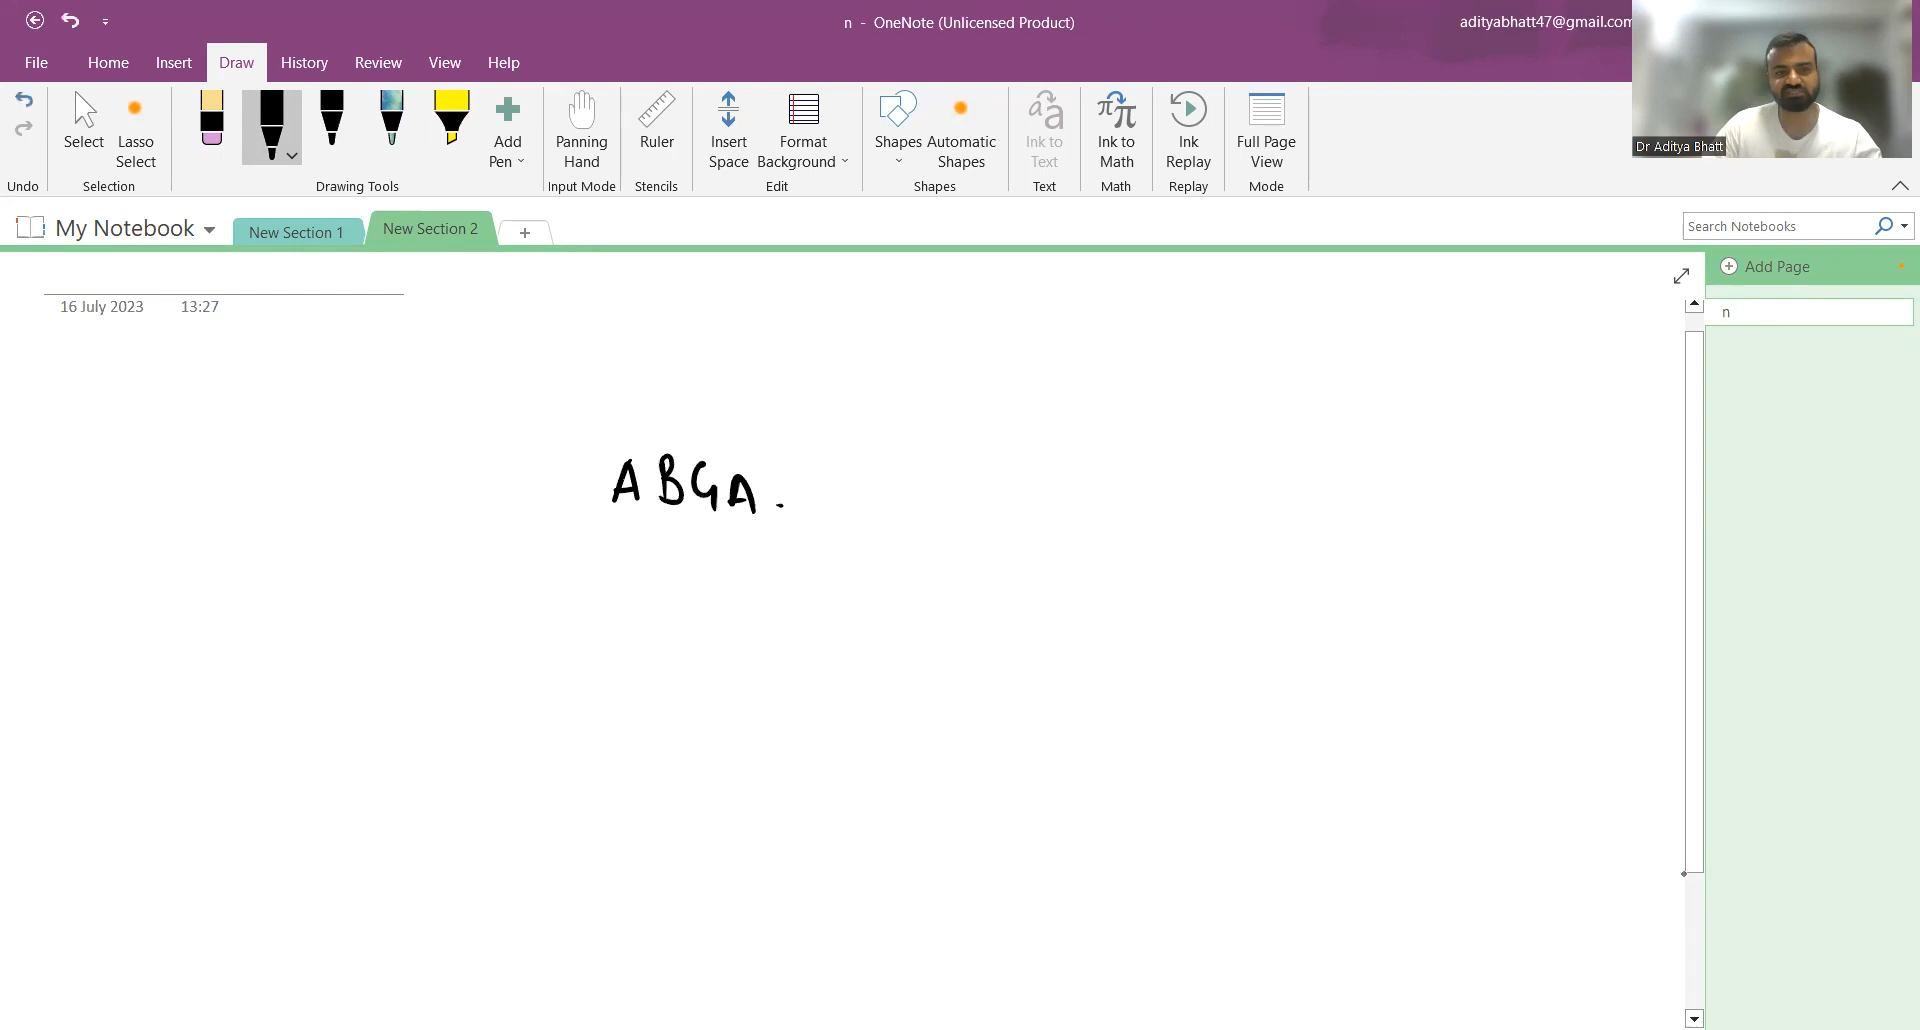 n - OneNote (Unlicensed Product)
adityabhatt47@gmail.com
Dr Aditya Bhatt
File Home Insert Draw History Review View Help
Select
Lasso Select
Add Pen
Panning Hand
Ruler
Insert Space
Format Background
Shapes
Automatic Shapes
Ink to Text
Ink to Math
Ink Replay
Full Page View
Undo Selection Drawing Tools Input Mode Stencils Edit Shapes Text Math Replay Mode
My Notebook New Section 1 New Section 2
Search Notebooks
Add Page
n
16 July 2023 13:27
ABGA.